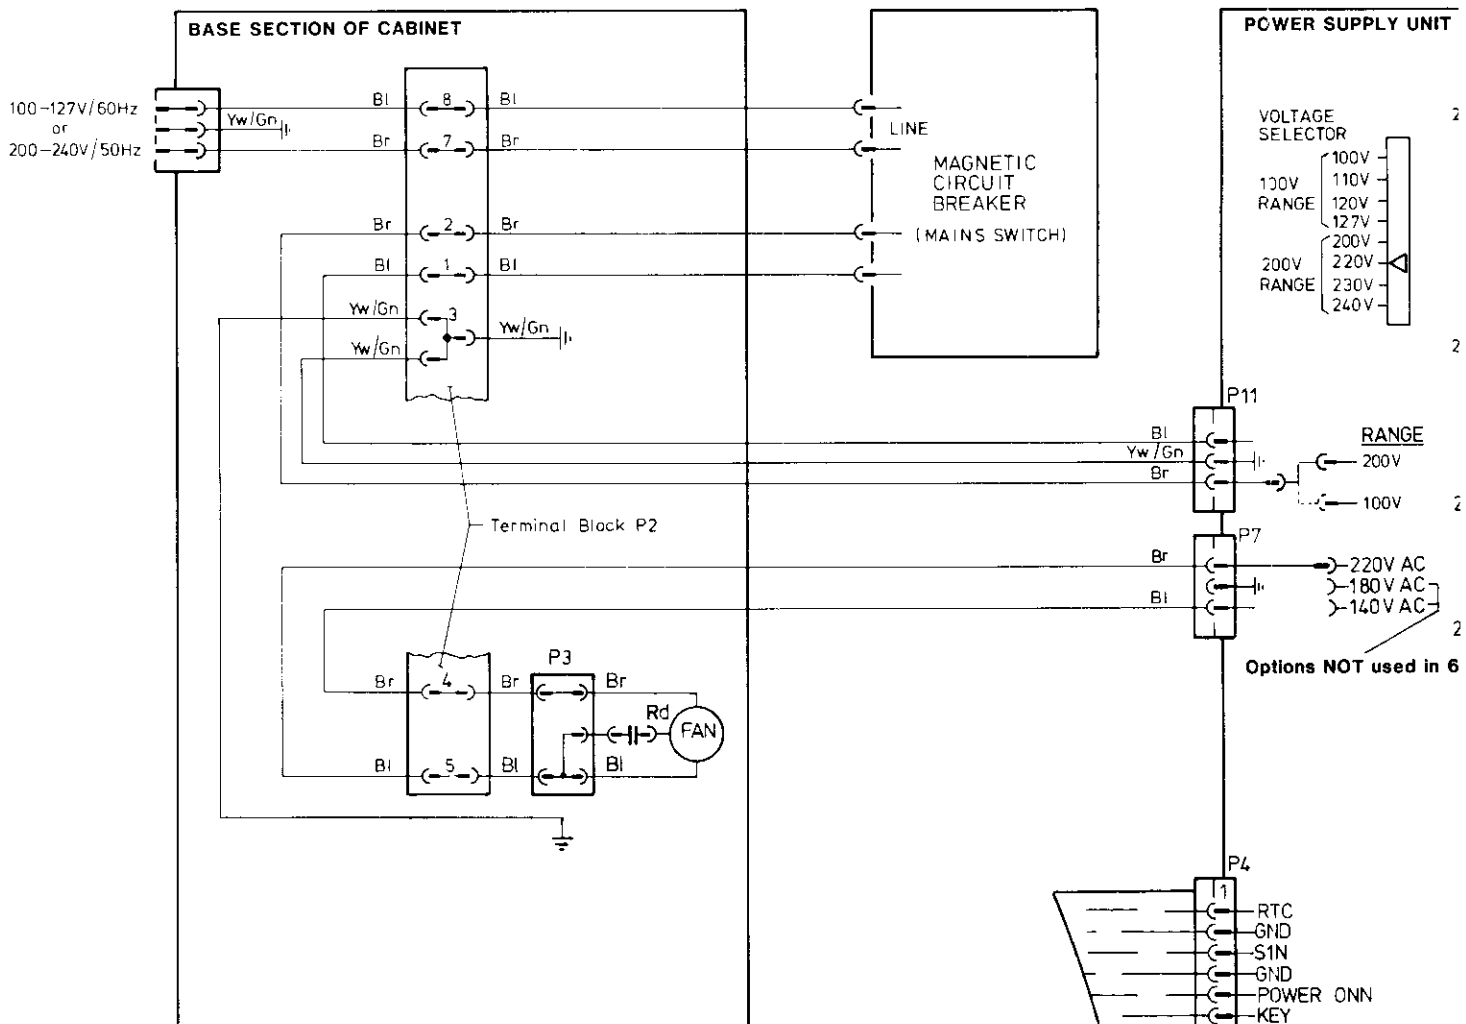 BASE SECTION OF CABINET
POWER SUPPLY UNIT
100-127V/60Hz
or
200-240V/50Hz
Yw/Gn
Bl 8 Bl
Br 7 Br
LINE
MAGNETIC
CIRCUIT
BREAKER
(MAINS SWITCH)
Br 2 Br
Bl 1 Bl
Yw/Gn 3
Yw/Gn
Yw/Gn
VOLTAGE
SELECTOR
100V
RANGE
100V
110V
120V
127V
200V
RANGE
200V
220V
230V
240V
2
2
P11
Bl
Yw/Gn
Br
RANGE
200V
100V
2
Terminal Block P2
P7
Br
Bl
220V AC
180V AC
140V AC
2
Options NOT used in 6
P3
Br 4 Br Br
Rd
FAN
Bl 5 Bl Bl
P4
1
RTC
GND
S1N
GND
POWER ONN
KEY